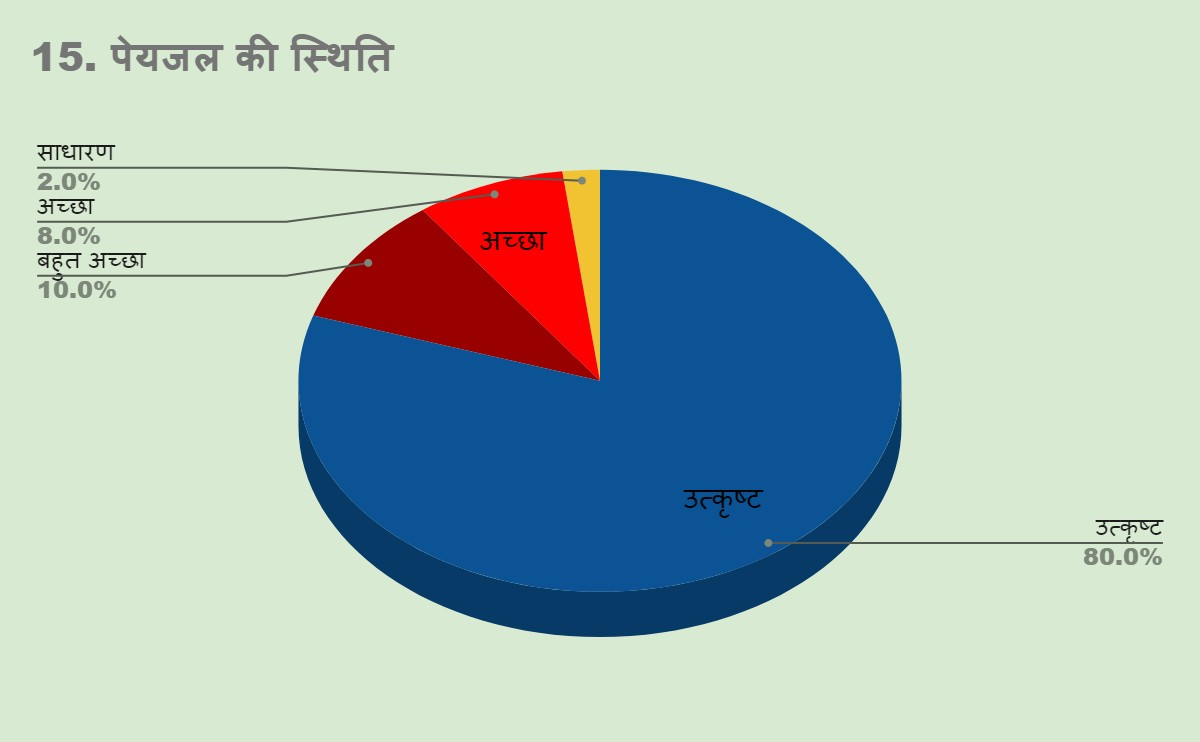 15. पेयजल की स्थिति
साधारण
2.0%
अच्छा
8.0%
बहुत अच्छा
10.0%
अच्छा
उत्कृष्ट
उत्कृष्ट
80.0%